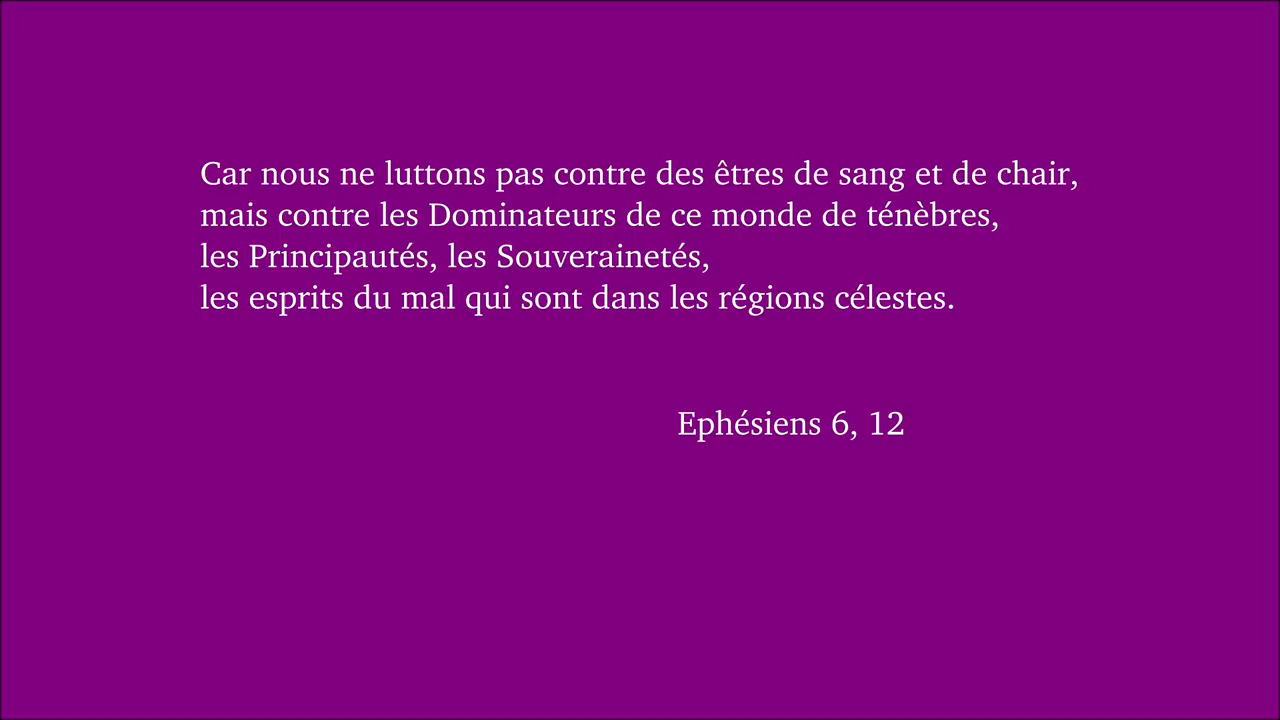 Car nous ne luttons pas contre des êtres de sang et de chair,
mais contre les Dominateurs de ce monde de ténèbres,
les Principautés, les Souverainetés,
les esprits du mal qui sont dans les régions célestes.
Ephésiens 6, 12